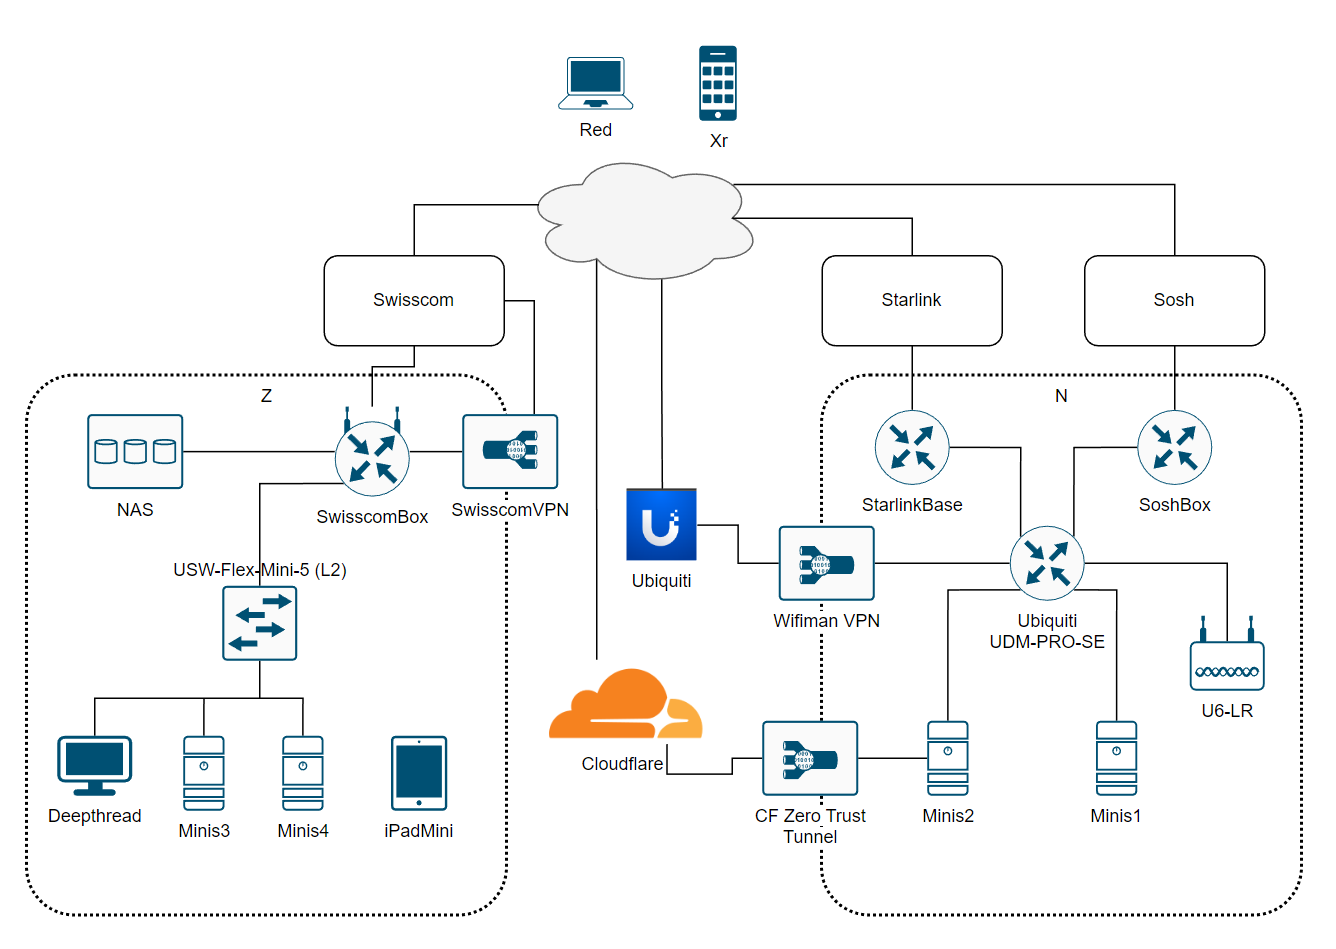 Red
Xr
Swisscom
Starlink
Sosh
Z
N
NAS
SwisscomBox
SwisscomVPN
StarlinkBase
SoshBox
USW-Flex-Mini-5 (L2)
Ubiquiti
Wifiman VPN
Ubiquiti
UDM-PRO-SE
U6-LR
Cloudflare
Deepthread
Minis3
Minis4
iPadMini
CF Zero Trust
Tunnel
Minis2
Minis1